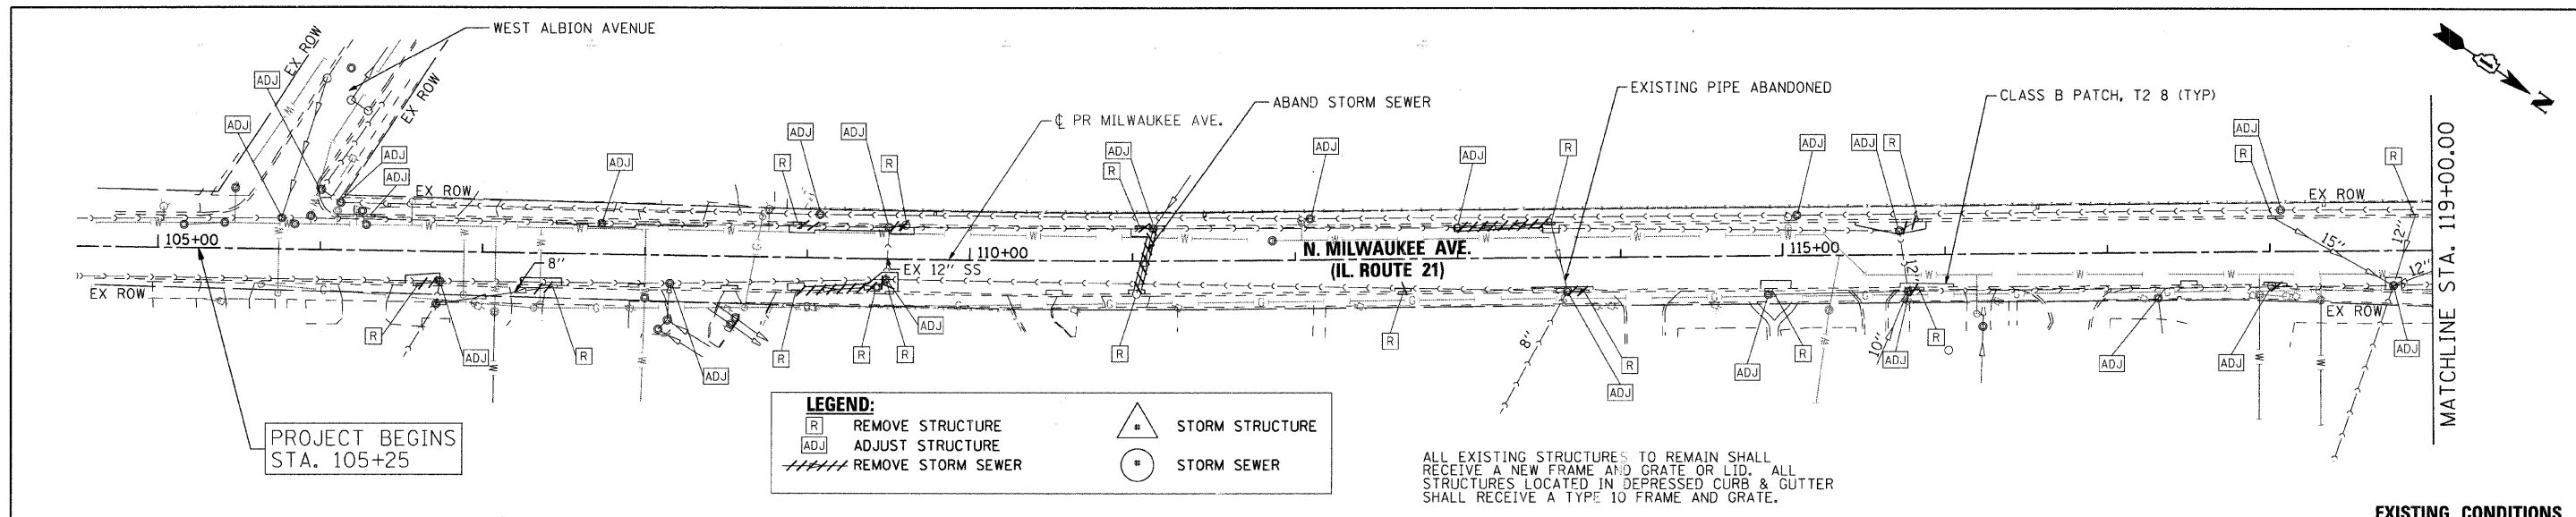 WEST ALBION AVENUE
EX ROW
EX ROW
ADJ
ADJ
ADJ
ADJ
EX ROW
ADJ
R
ADJ
ADJ
R
℄ PR MILWAUKEE AVE.
ADJ
R
ABAND STORM SEWER
ADJ
ADJ
R
EXISTING PIPE ABANDONED
ADJ
ADJ
R
CLASS B PATCH, T2 8 (TYP)
ADJ
R
R
EX ROW
N
MATCHLINE STA. 119+00.00
105+00
110+00
N. MILWAUKEE AVE.
(IL. ROUTE 21)
115+00
15"
12"
12"
12"
EX ROW
8"
EX 12" SS
R
ADJ
R
ADJ
R
R
R
ADJ
R
R
8"
R
ADJ
ADJ
R
10"
ADJ
R
ADJ
ADJ
EX ROW
ADJ
PROJECT BEGINS
STA. 105+25
LEGEND:
R REMOVE STRUCTURE
ADJ ADJUST STRUCTURE
REMOVE STORM SEWER
# STORM STRUCTURE
# STORM SEWER
ALL EXISTING STRUCTURES TO REMAIN SHALL
RECEIVE A NEW FRAME AND GRATE OR LID. ALL
STRUCTURES LOCATED IN DEPRESSED CURB & GUTTER
SHALL RECEIVE A TYPE 10 FRAME AND GRATE.
EXISTING CONDITIONS